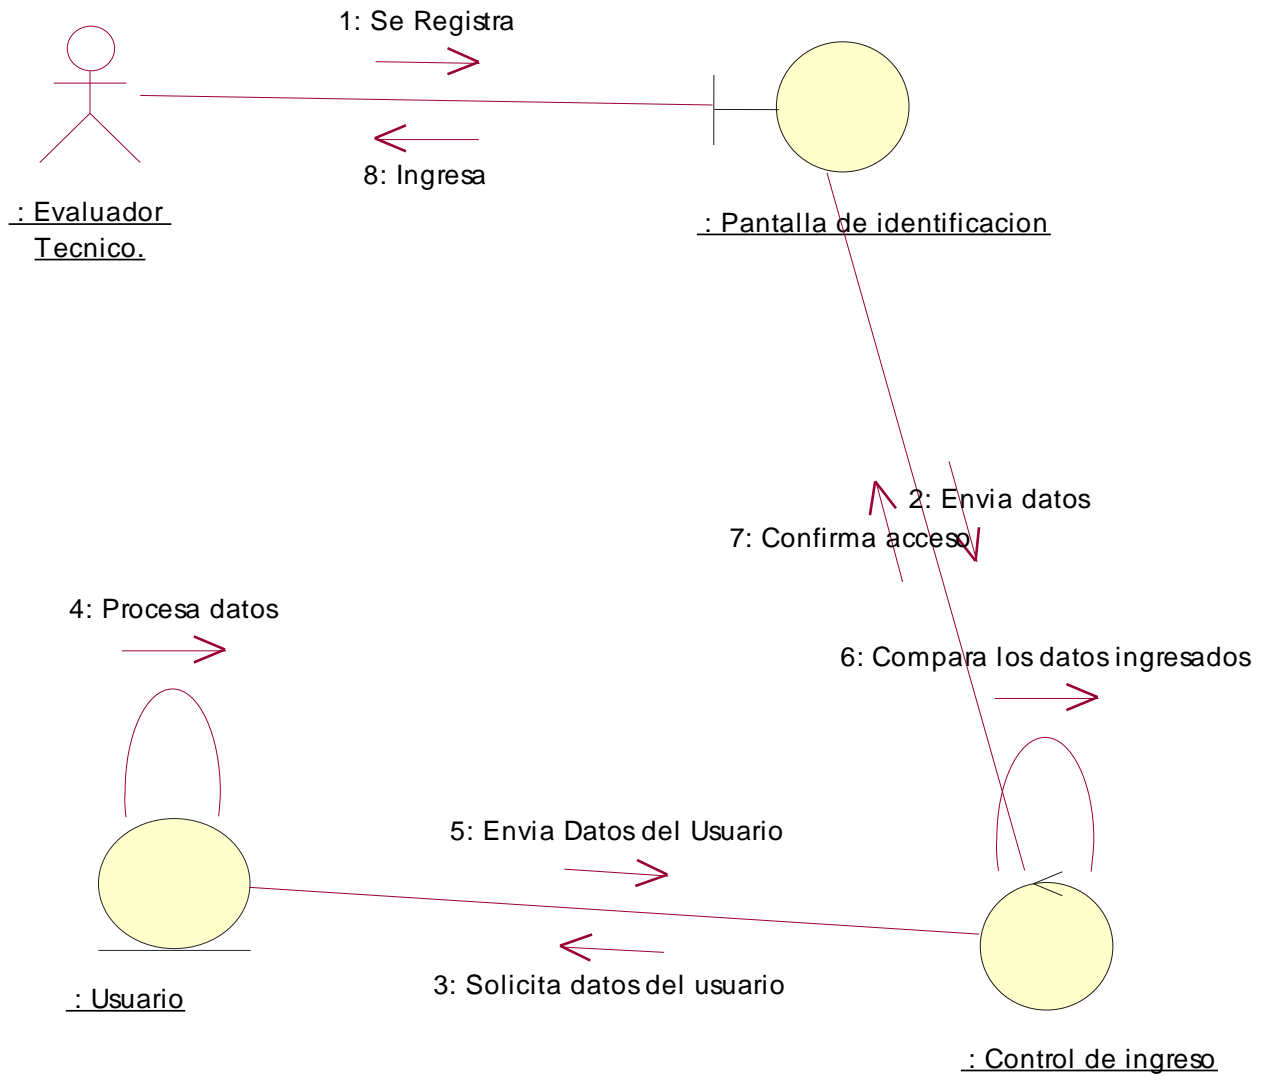 1: Se Registra
8: Ingresa
: Evaluador
Tecnico.
: Pantalla de identificacion
2: Envia datos
7: Confirma acceso
4: Procesa datos
6: Compara los datos ingresados
5: Envia Datos del Usuario
3: Solicita datos del usuario
: Usuario
: Control de ingreso